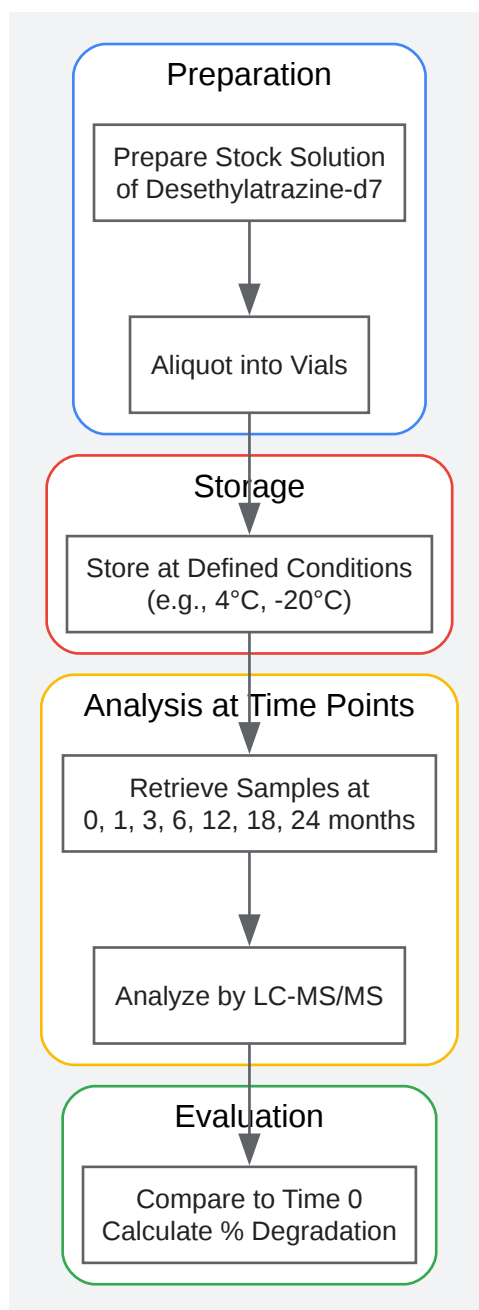 Preparation
Prepare Stock Solution
of Desethylatrazine-d7
Aliquot into Vials
Storage
Store at Defined Conditions
(e.g., 4°C, -20°C)
Analysis at Time Points
Retrieve Samples at
0, 1, 3, 6, 12, 18, 24 months
Analyze by LC-MS/MS
Evaluation
Compare to Time 0
Calculate % Degradation